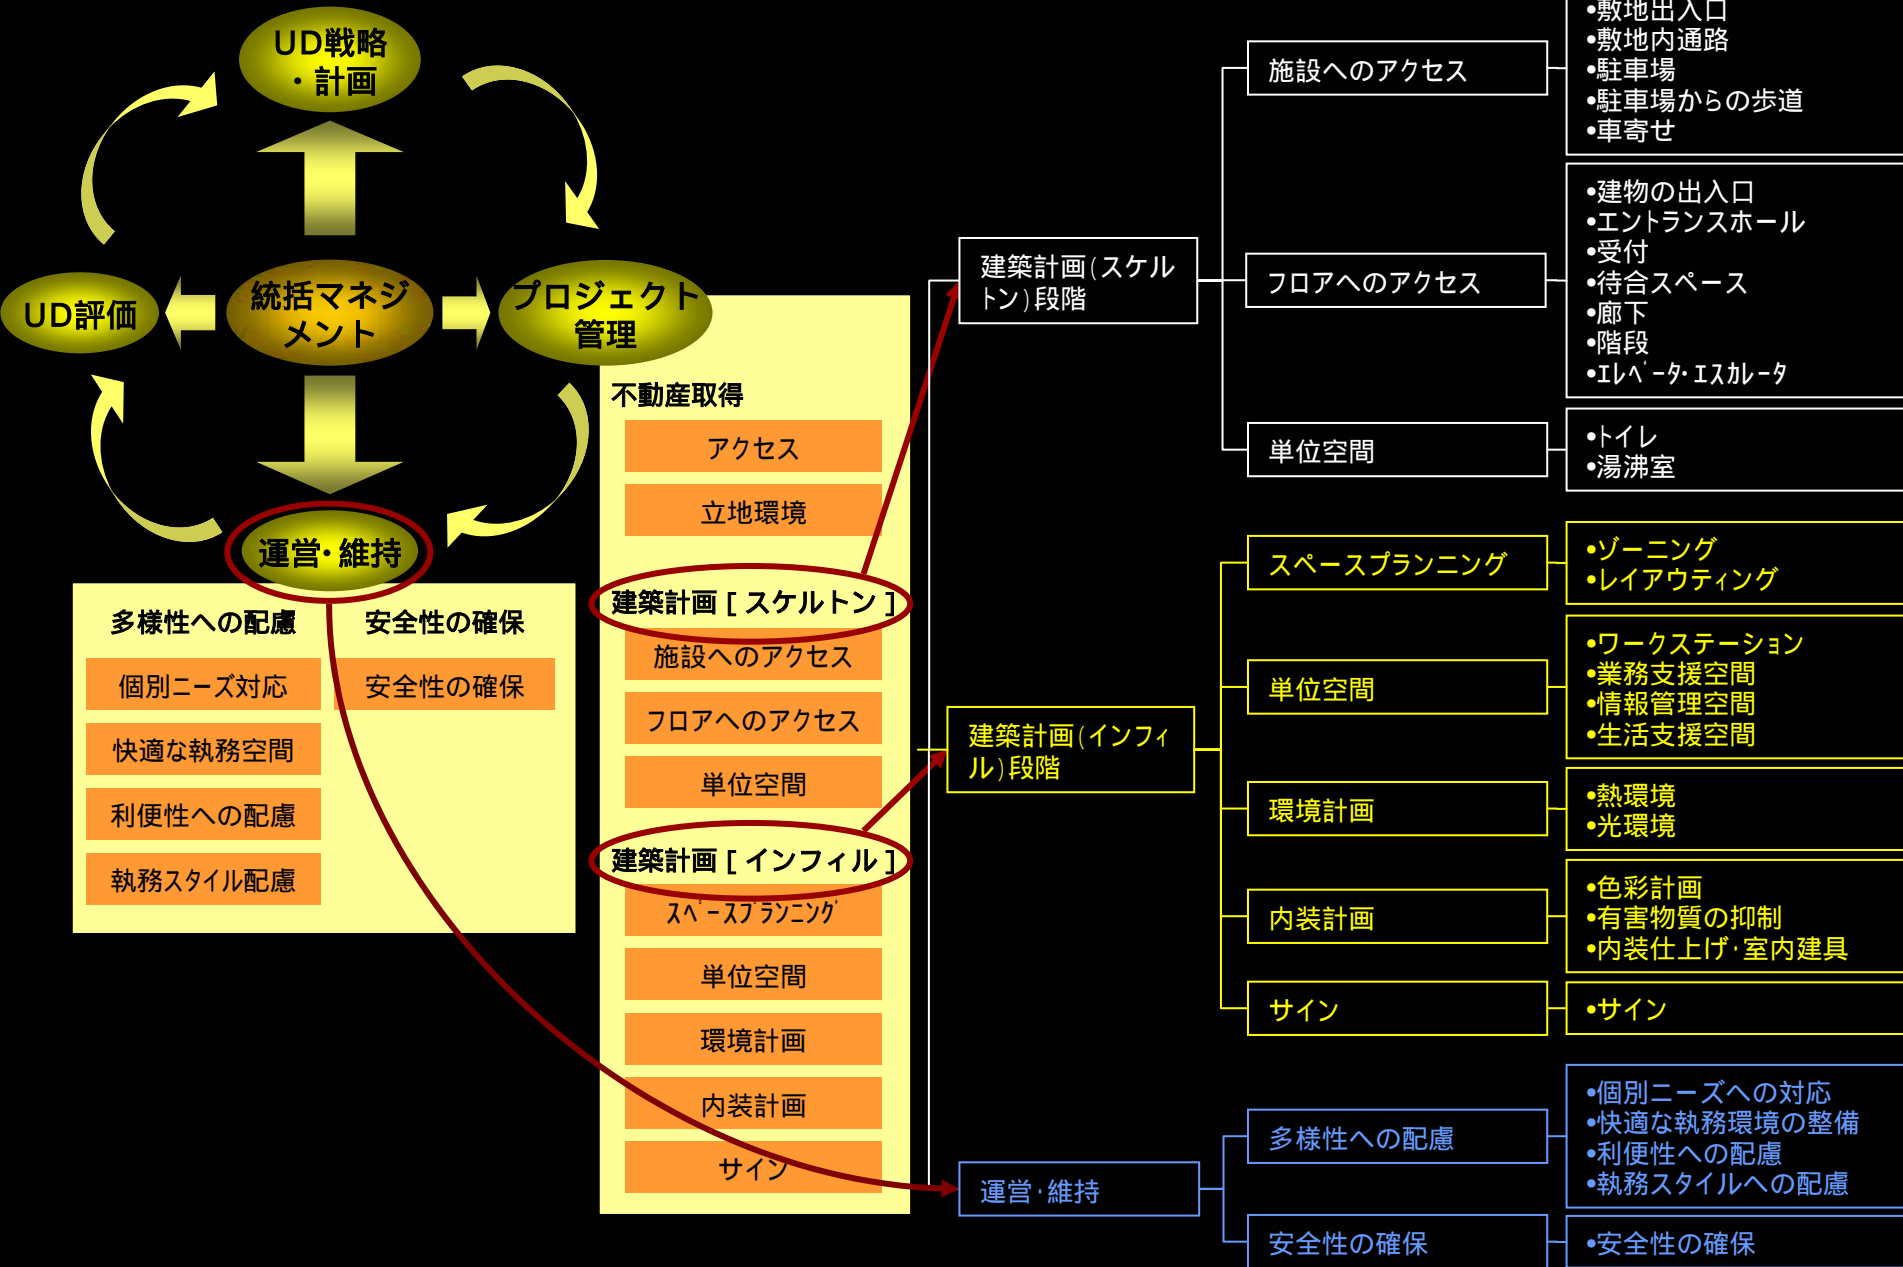 UD戦略
・計画
UD評価
統括マネジ
メント
プロジェクト
管理
運営・維持
多様性への配慮
個別ニーズ対応
快適な執務空間
利便性への配慮
執務スタイル配慮
安全性の確保
安全性の確保
不動産取得
アクセス
立地環境
建築計画[スケルトン]
施設へのアクセス
フロアへのアクセス
単位空間
建築計画[インフィル]
ｽﾍﾟｰｽﾌﾟﾗﾝﾆﾝｸﾞ
単位空間
環境計画
内装計画
サイン
建築計画(スケル
トン)段階
施設へのアクセス
•敷地出入口
•敷地内通路
•駐車場
•駐車場からの歩道
•車寄せ
フロアへのアクセス
•建物の出入口
•エントランスホール
•受付
•待合スペース
•廊下
•階段
•ｴﾚﾍﾞｰﾀ･ｴｽｶﾚｰﾀ
単位空間
•トイレ
•湯沸室
建築計画(インフィ
ル)段階
スペースプランニング
•ゾーニング
•レイアウティング
単位空間
•ワークステーション
•業務支援空間
•情報管理空間
•生活支援空間
環境計画
•熱環境
•光環境
内装計画
•色彩計画
•有害物質の抑制
•内装仕上げ・室内建具
サイン
•サイン
運営・維持
多様性への配慮
•個別ニーズへの対応
•快適な執務環境の整備
•利便性への配慮
•執務スタイルへの配慮
安全性の確保
•安全性の確保